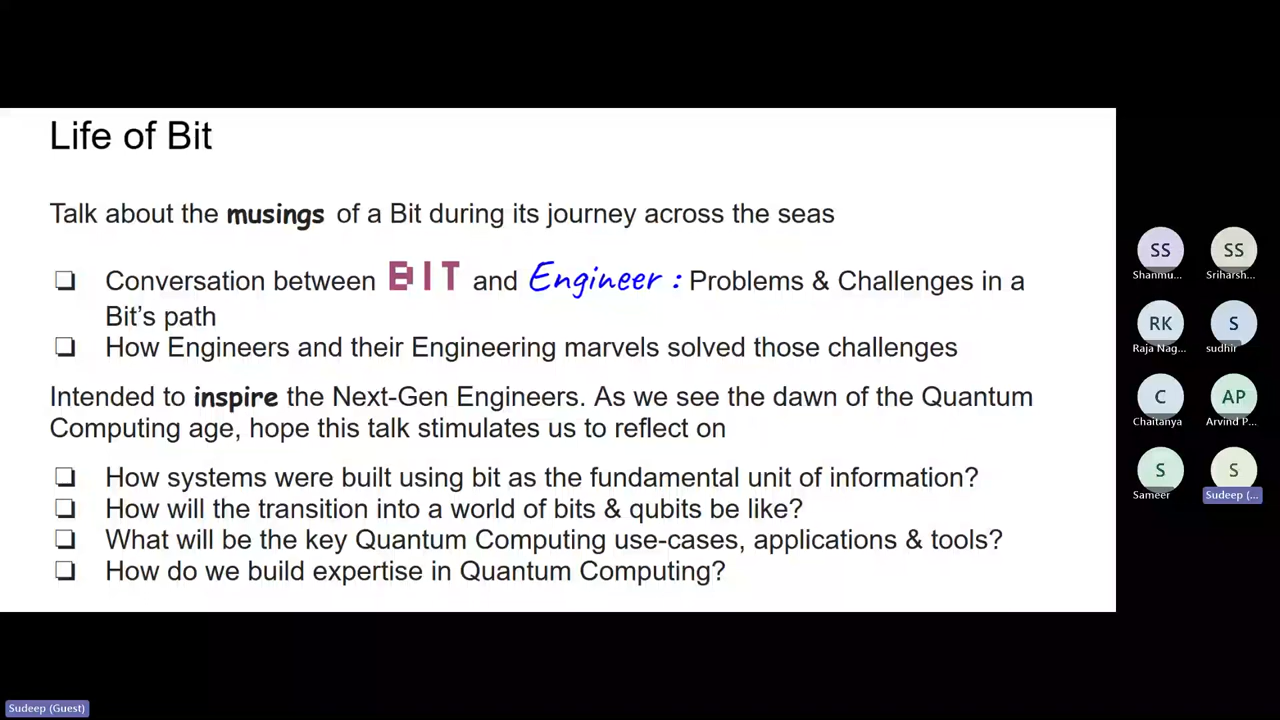 Life of Bit
Talk about the musings of a Bit during its journey across the seas
❏ Conversation between BIT and Engineer : Problems & Challenges in a
Bit's path
❏ How Engineers and their Engineering marvels solved those challenges
Intended to inspire the Next-Gen Engineers. As we see the dawn of the Quantum
Computing age, hope this talk stimulates us to reflect on
❏ How systems were built using bit as the fundamental unit of information?
❏ How will the transition into a world of bits & qubits be like?
❏ What will be the key Quantum Computing use-cases, applications & tools?
❏ How do we build expertise in Quantum Computing?
SS SS
Shanmu... Sriharsh...
RK S
Raja Nag... sudhir
C AP
Chaitanya Arvind P...
S S
Sameer Sudeep (...
Sudeep (Guest)